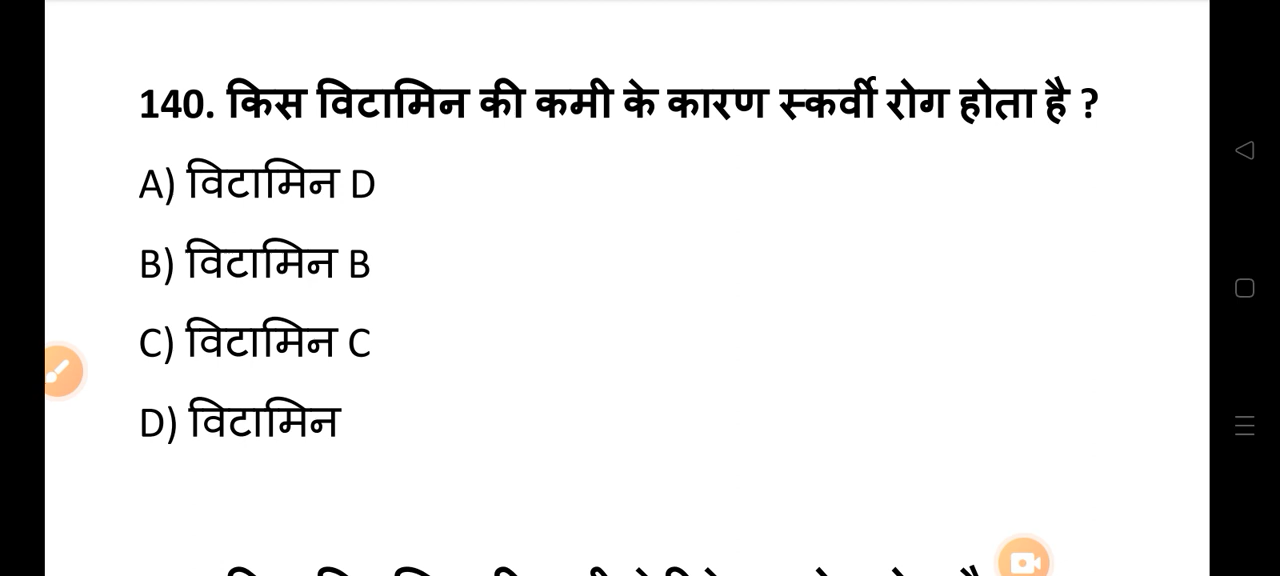 140. किस विटामिन की कमी के कारण स्कर्वी रोग होता है ?
A) विटामिन D
B) विटामिन B
C) विटामिन C
D) विटामिन